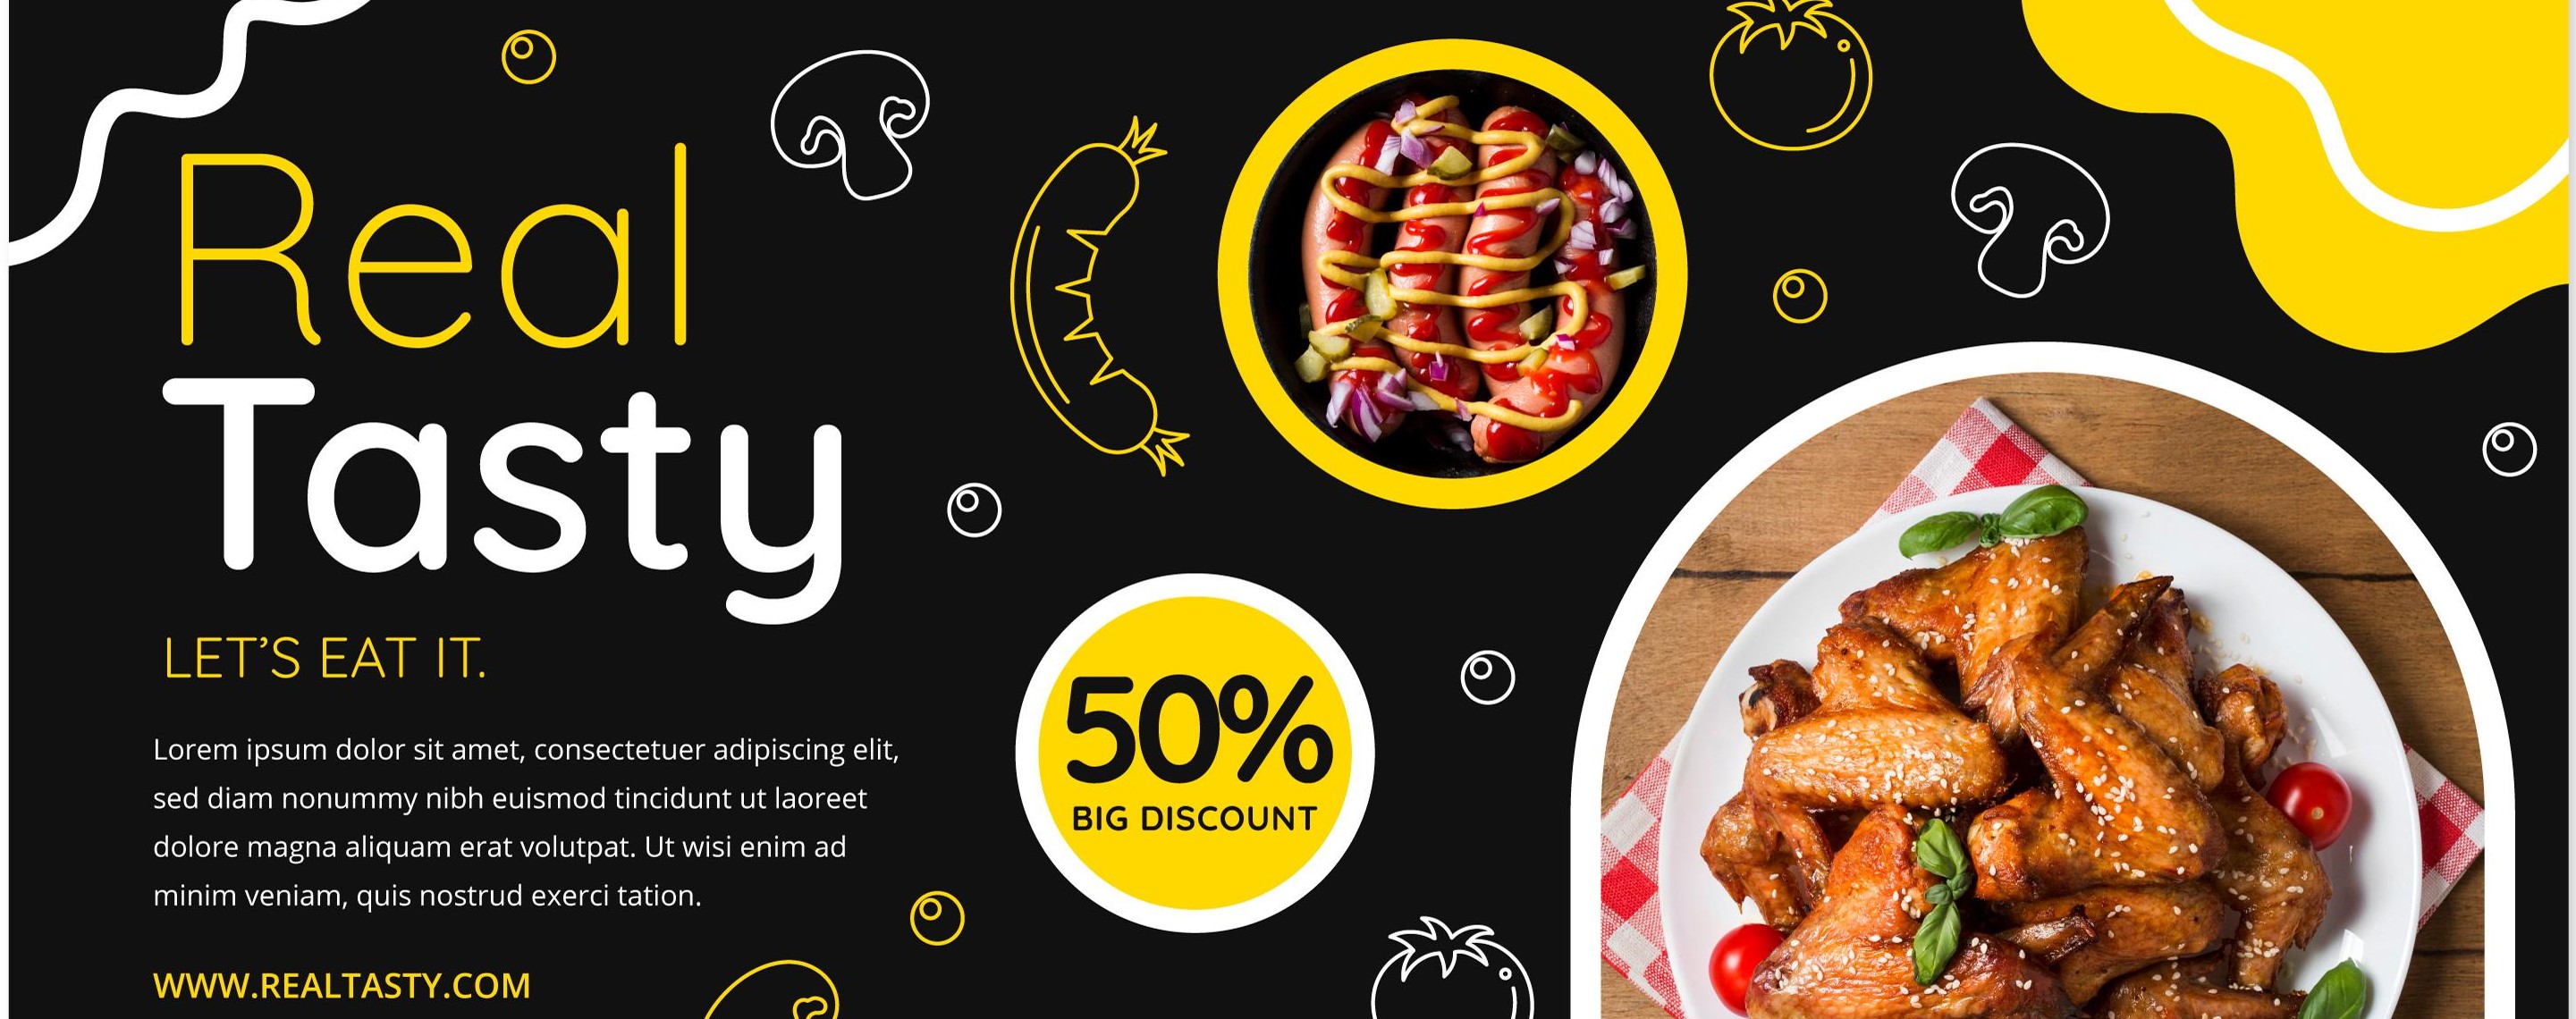 Real
Tasty
LET'S EAT IT.
Lorem ipsum dolor sit amet, consectetuer adipiscing elit,
sed diam nonummy nibh euismod tincidunt ut laoreet
dolore magna aliquam erat volutpat. Ut wisi enim ad
minim veniam, quis nostrud exerci tation.
WWW.REALTASTY.COM
50%
BIG DISCOUNT